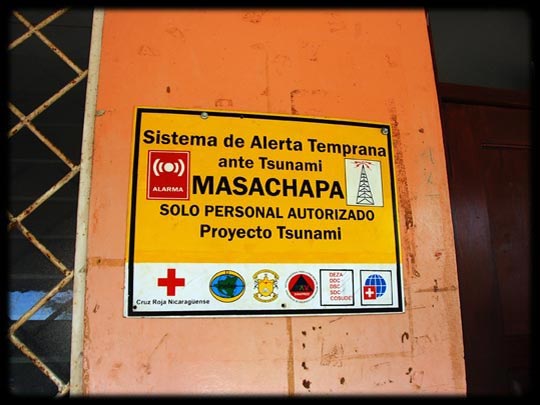 Sistema de Alerta Temprana
ante Tsunami
ALARMA
MASACHAPA
SOLO PERSONAL AUTORIZADO
Proyecto Tsunami
Cruz Roja Nicaragüense
DEZA
DDC
DSC
SDC
COSUDE